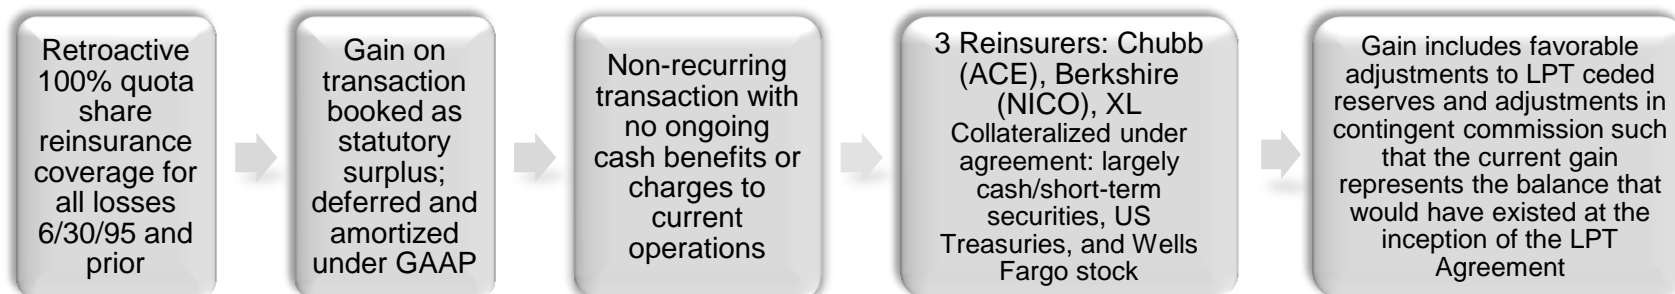 Retroactive
100% quota
share
reinsurance
coverage for
all losses
6/30/95 and
prior
Gain on
transaction
booked as
statutory
surplus;
deferred and
amortized
under GAAP
Non-recurring
transaction with
no ongoing
cash benefits or
charges to
current
operations
3 Reinsurers: Chubb
(ACE), Berkshire
(NICO), XL
Collateralized under
agreement: largely
cash/short-term
securities, US
Treasuries, and Wells
Fargo stock
Gain includes favorable
adjustments to LPT ceded
reserves and adjustments in
contingent commission such
that the current gain
represents the balance that
would have existed at the
inception of the LPT
Agreement